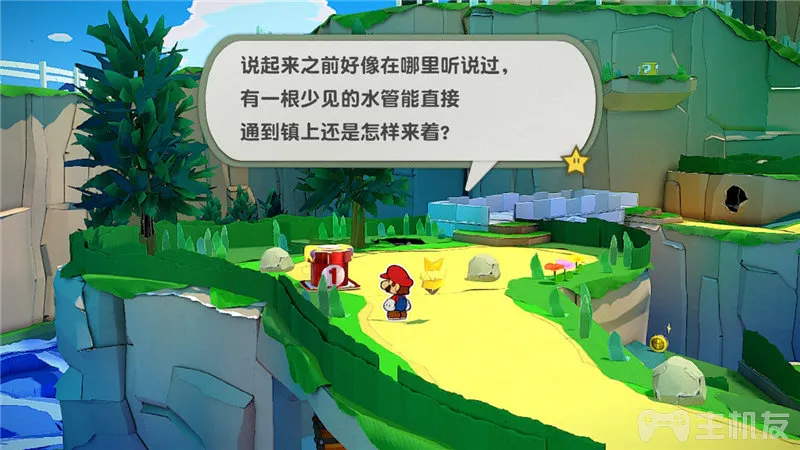 说起来之前好像在哪里听说过，
有一根少见的水管能直接
通到镇上还是怎样来着？
1
?
主机友